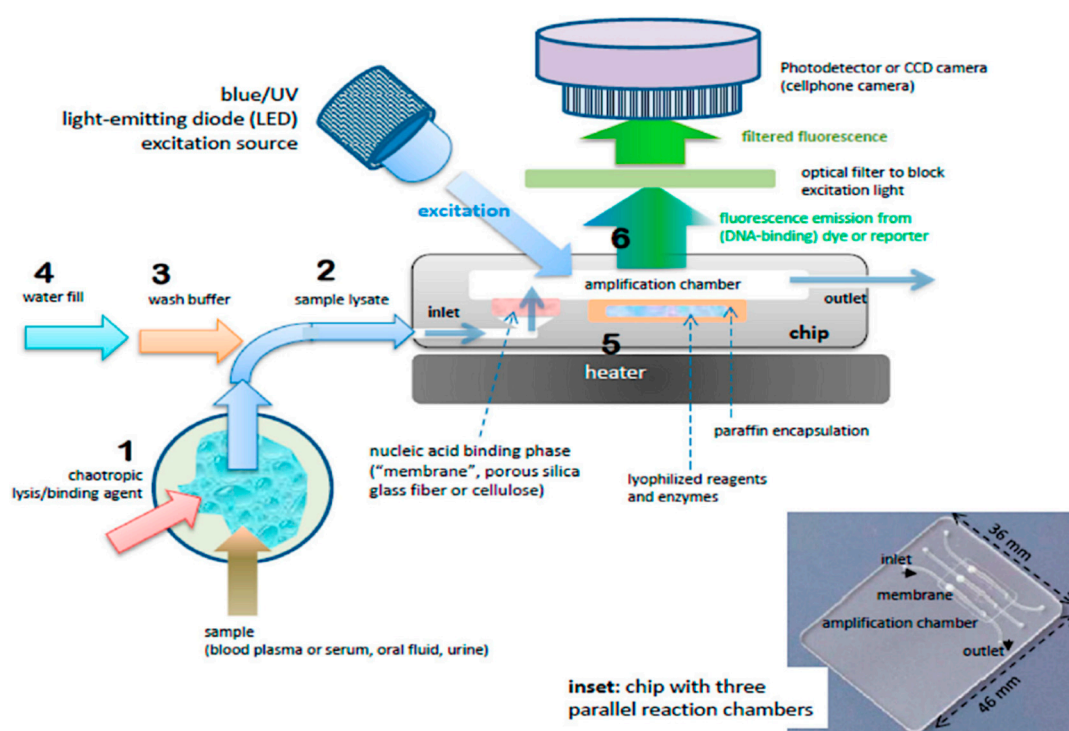 blue/UV
light-emitting diode (LED)
excitation source
Photodetector or CCD camera
(cellphone camera)
filtered fluorescence
optical filter to block
excitation light
excitation
fluorescence emission from
(DNA-binding) dye or reporter
6
4
water fill
3
wash buffer
2
sample lysate
inlet
amplification chamber
outlet
chip
5
heater
1
chaotropic
lysis/binding agent
nucleic acid binding phase
("membrane", porous silica
glass fiber or cellulose)
paraffin encapsulation
lyophilized reagents
and enzymes
sample
(blood plasma or serum, oral fluid, urine)
36 mm
inlet
membrane
amplification chamber
outlet
46 mm
inset: chip with three
parallel reaction chambers